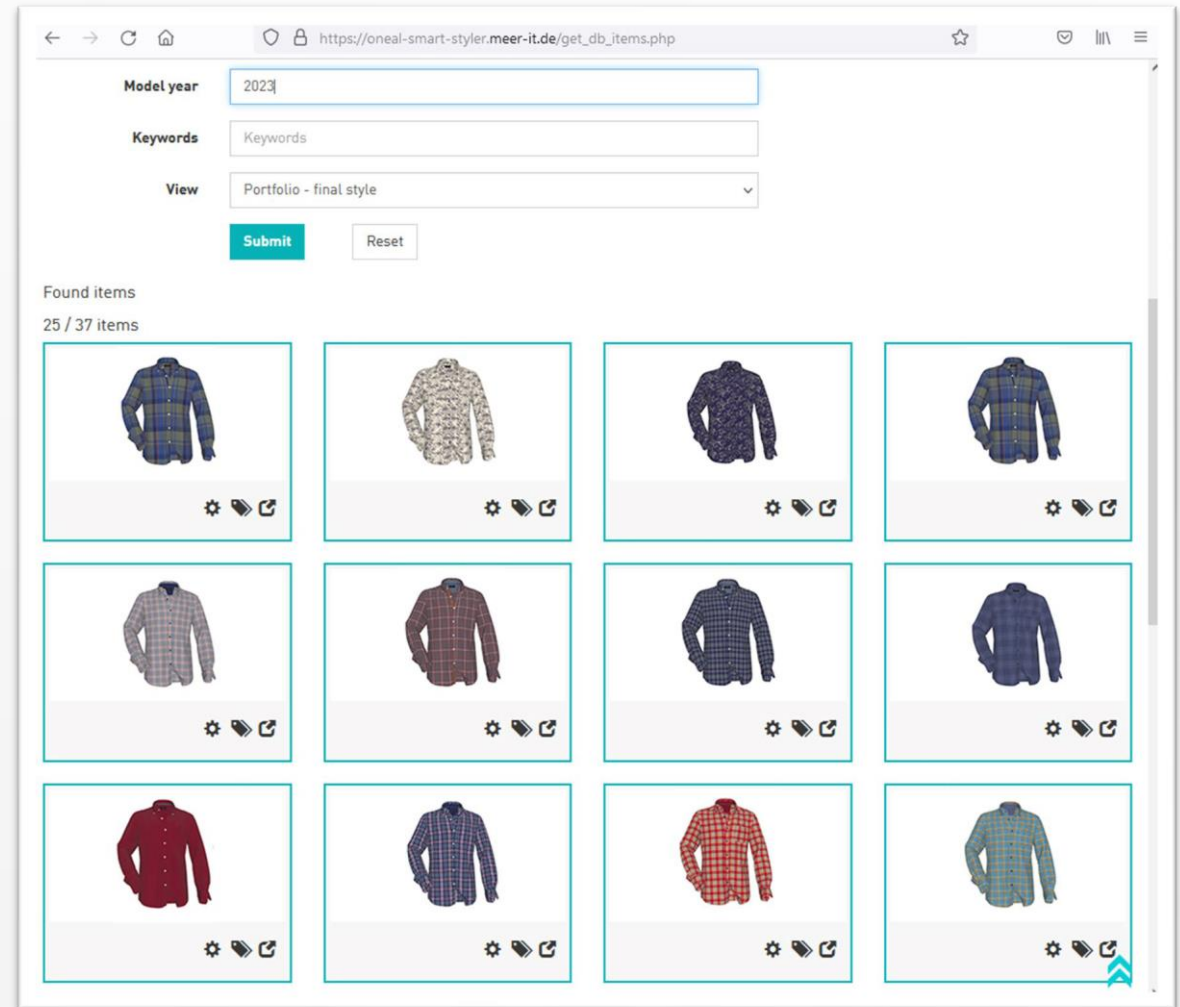 https://oneal-smart-styler.meer-it.de/get_db_items.php
Model year 2023
Keywords Keywords
View Portfolio - final style
Submit Reset
Found items
25 / 37 items